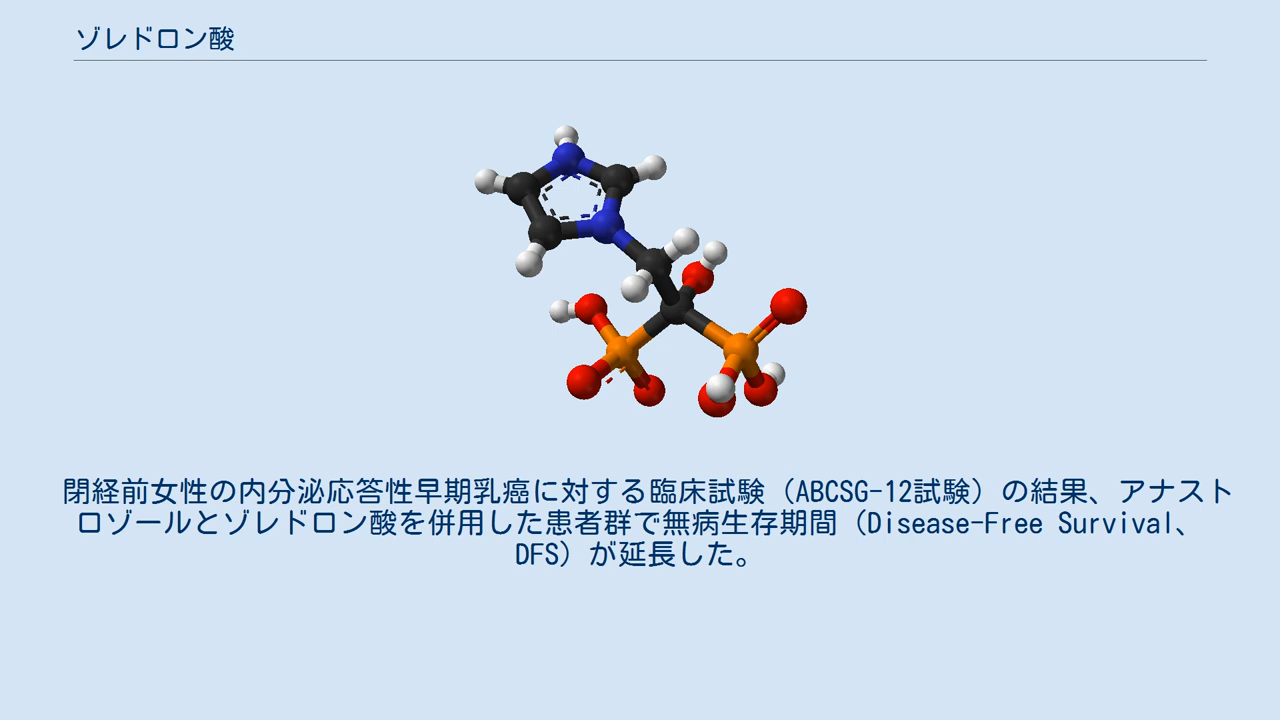 ゾレドロン酸
閉経前女性の内分泌応答性早期乳癌に対する臨床試験（ABCSG-12試験）の結果、アナスト
ロゾールとゾレドロン酸を併用した患者群で無病生存期間（Disease-Free Survival、
DFS）が延長した。